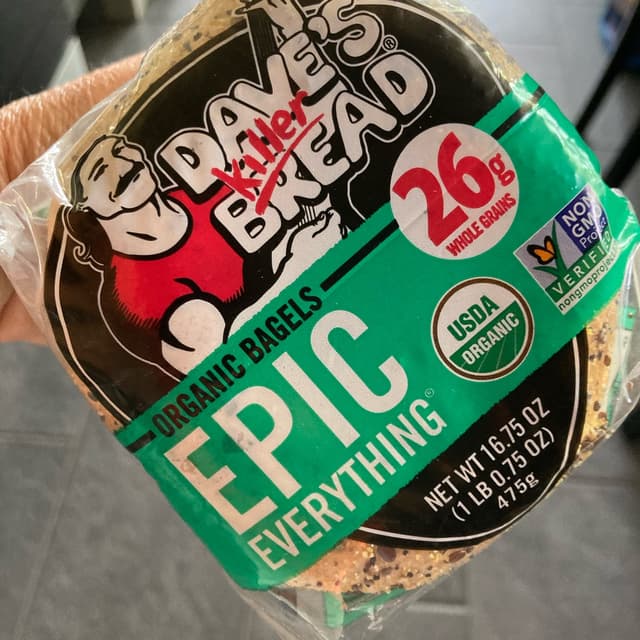 DAVE'S®
Killer
BREAD
26g
WHOLE GRAINS
NON
GMO
Project
VERIFIED
nongmoproject
USDA
ORGANIC
ORGANIC BAGELS
EPIC
EVERYTHING®
NET WT 16.75 OZ
(1 LB 0.75 OZ)
475g